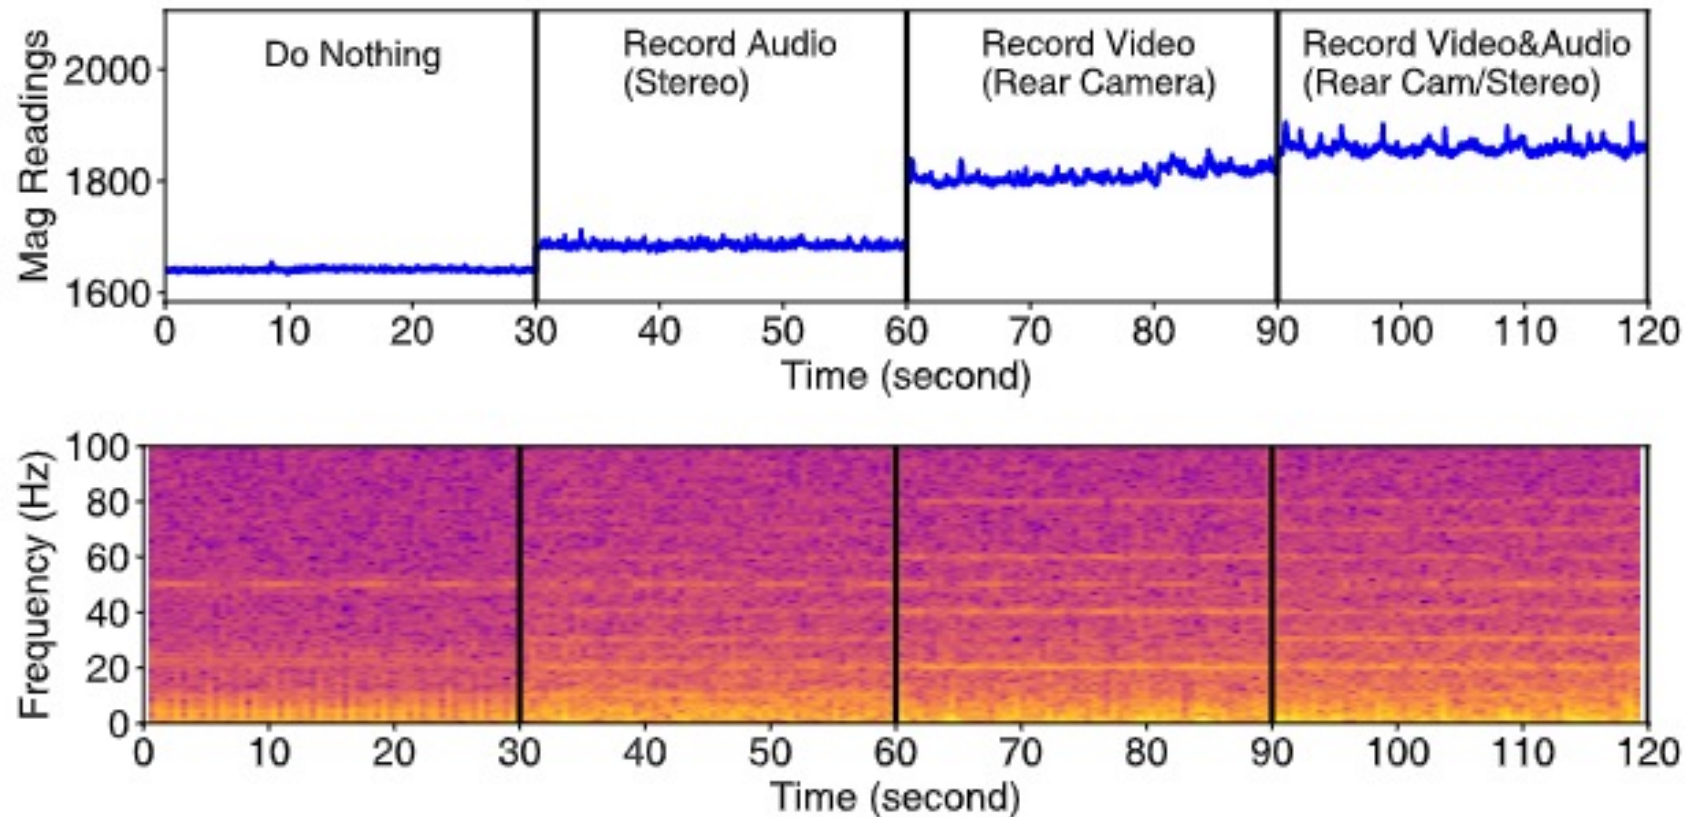 Mag Readings
2000
1800
1600
Do Nothing
Record Audio
(Stereo)
Record Video
(Rear Camera)
Record Video&Audio
(Rear Cam/Stereo)
0 10 20 30 40 50 60 70 80 90 100 110 120
Time (second)
Frequency (Hz)
100
80
60
40
20
0
0 10 20 30 40 50 60 70 80 90 100 110 120
Time (second)